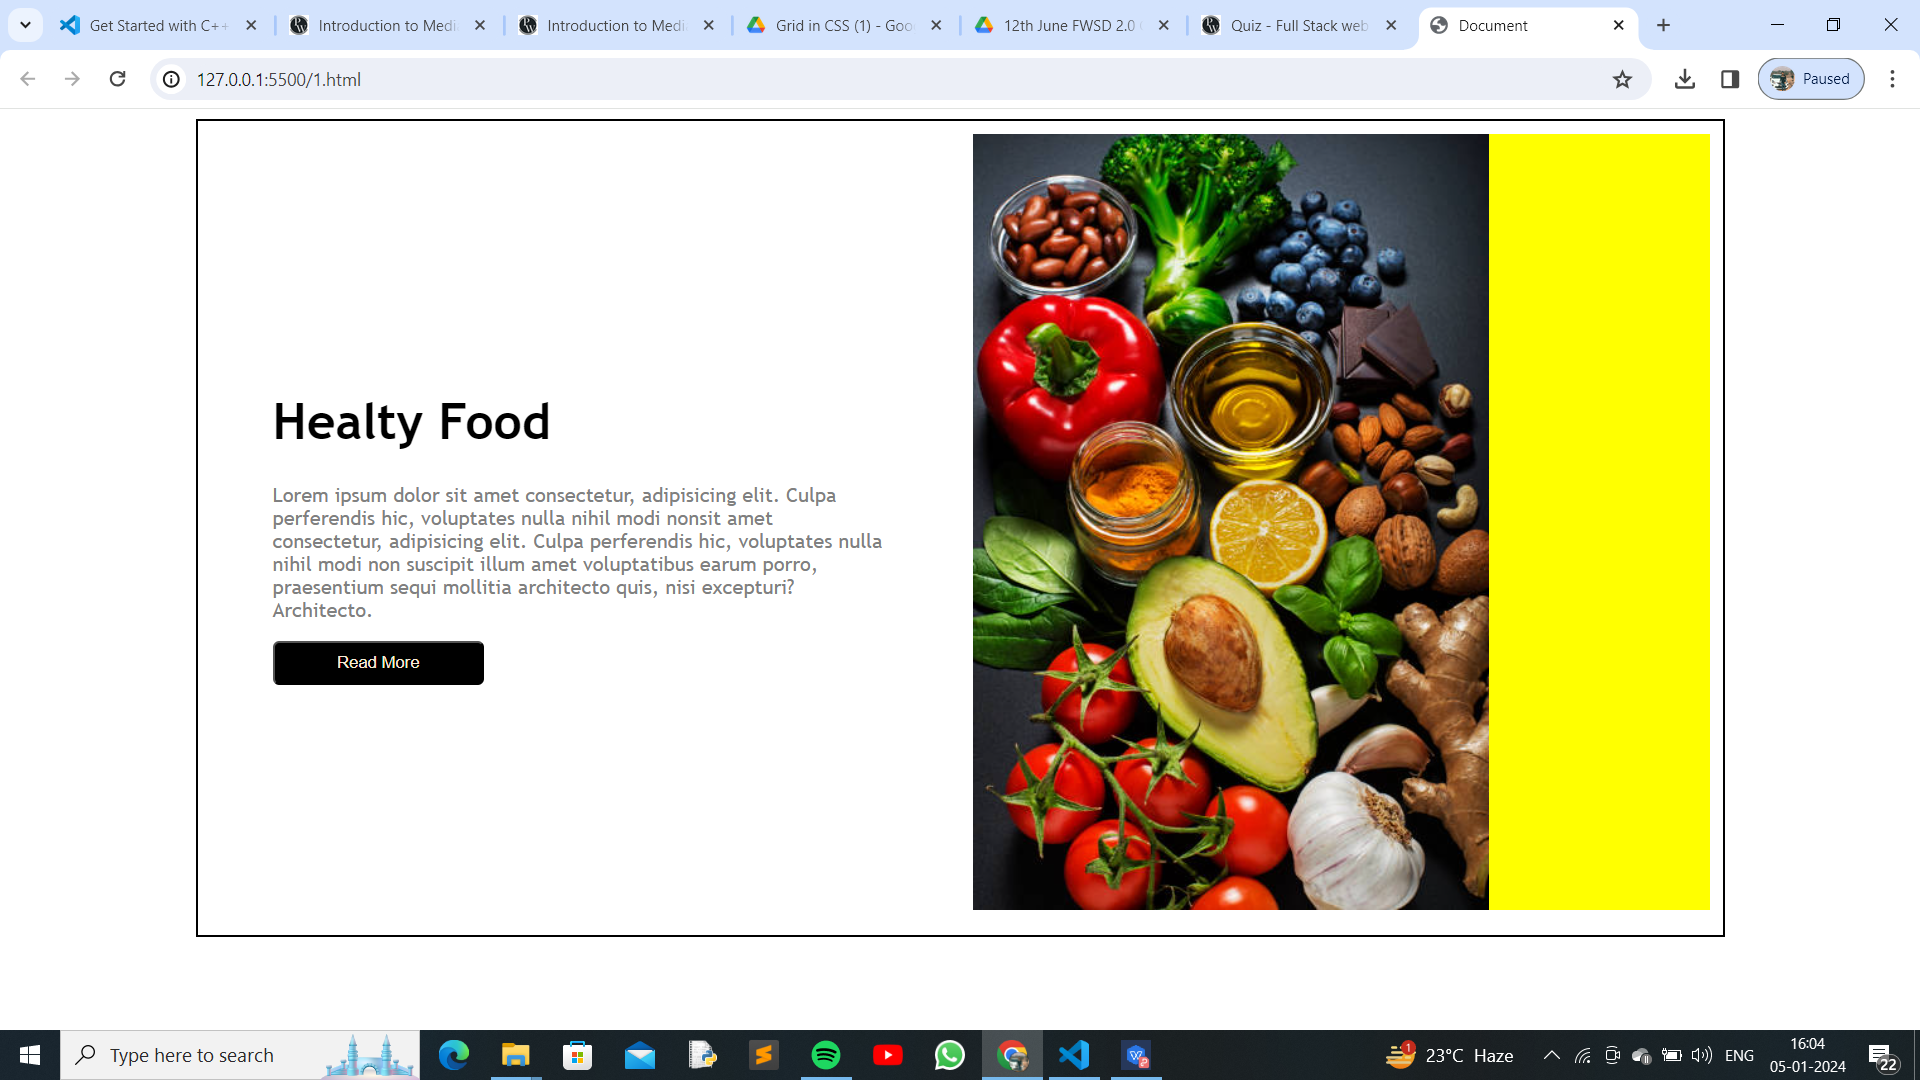 Get Started with C++
Introduction to Media
Introduction to Media
Grid in CSS (1) - Goo
12th June FWSD 2.0
Quiz - Full Stack web
Document
127.0.0.1:5500/1.html
Paused
Healty Food
Lorem ipsum dolor sit amet consectetur, adipisicing elit. Culpa
perferendis hic, voluptates nulla nihil modi nonsit amet
consectetur, adipisicing elit. Culpa perferendis hic, voluptates nulla
nihil modi non suscipit illum amet voluptatibus earum porro,
praesentium sequi mollitia architecto quis, nisi excepturi?
Architecto.
Read More
Type here to search
1
23°C Haze
ENG
16:04
05-01-2024
22